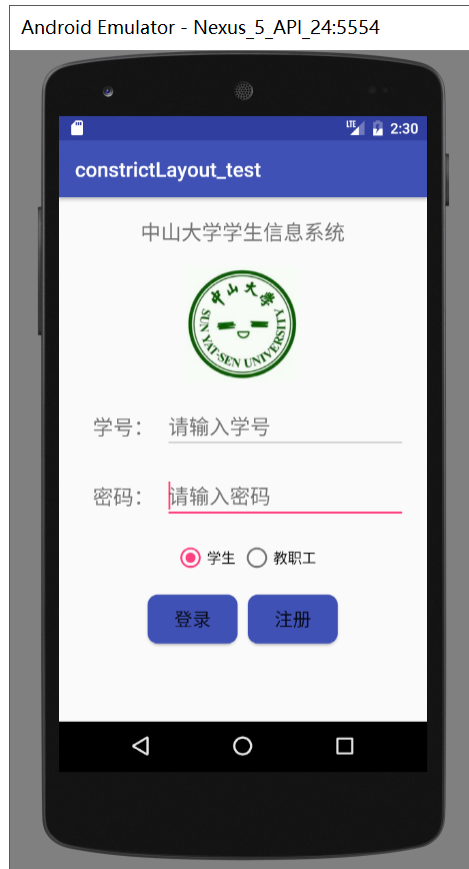 Android Emulator - Nexus_5_API_24:5554
LTE 2:30
constrictLayout_test
中山大学学生信息系统
中山大学
SUN YAT-SEN UNIVERSITY
学号： 请输入学号
密码： 请输入密码
学生 教职工
登录 注册